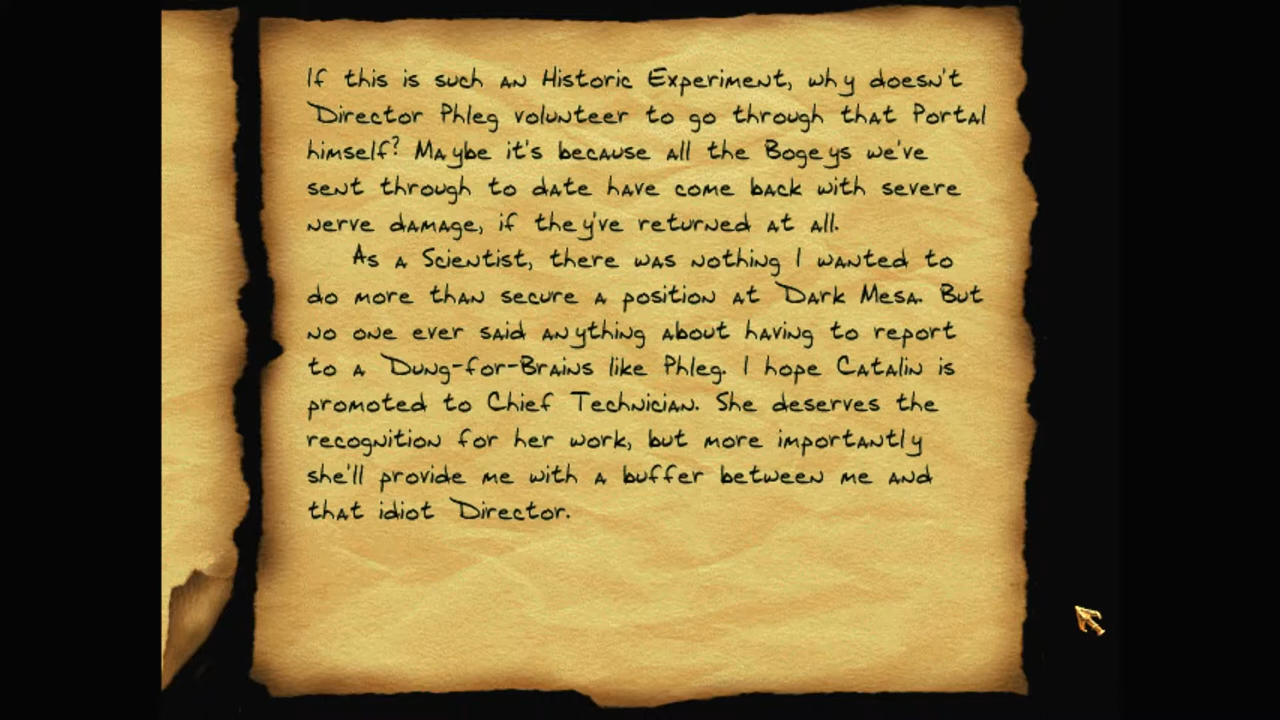 If this is such an Historic Experiment, why doesn't
Director Phleg volunteer to go through that Portal
himself? Maybe it's because all the Bogeys we've
sent through to date have come back with severe
nerve damage, if they've returned at all.
As a Scientist, there was nothing I wanted to
do more than secure a position at Dark Mesa. But
no one ever said anything about having to report
to a Dung-for-Brains like Phleg. I hope Catalin is
promoted to Chief Technician. She deserves the
recognition for her work, but more importantly
she'll provide me with a buffer between me and
that idiot Director.